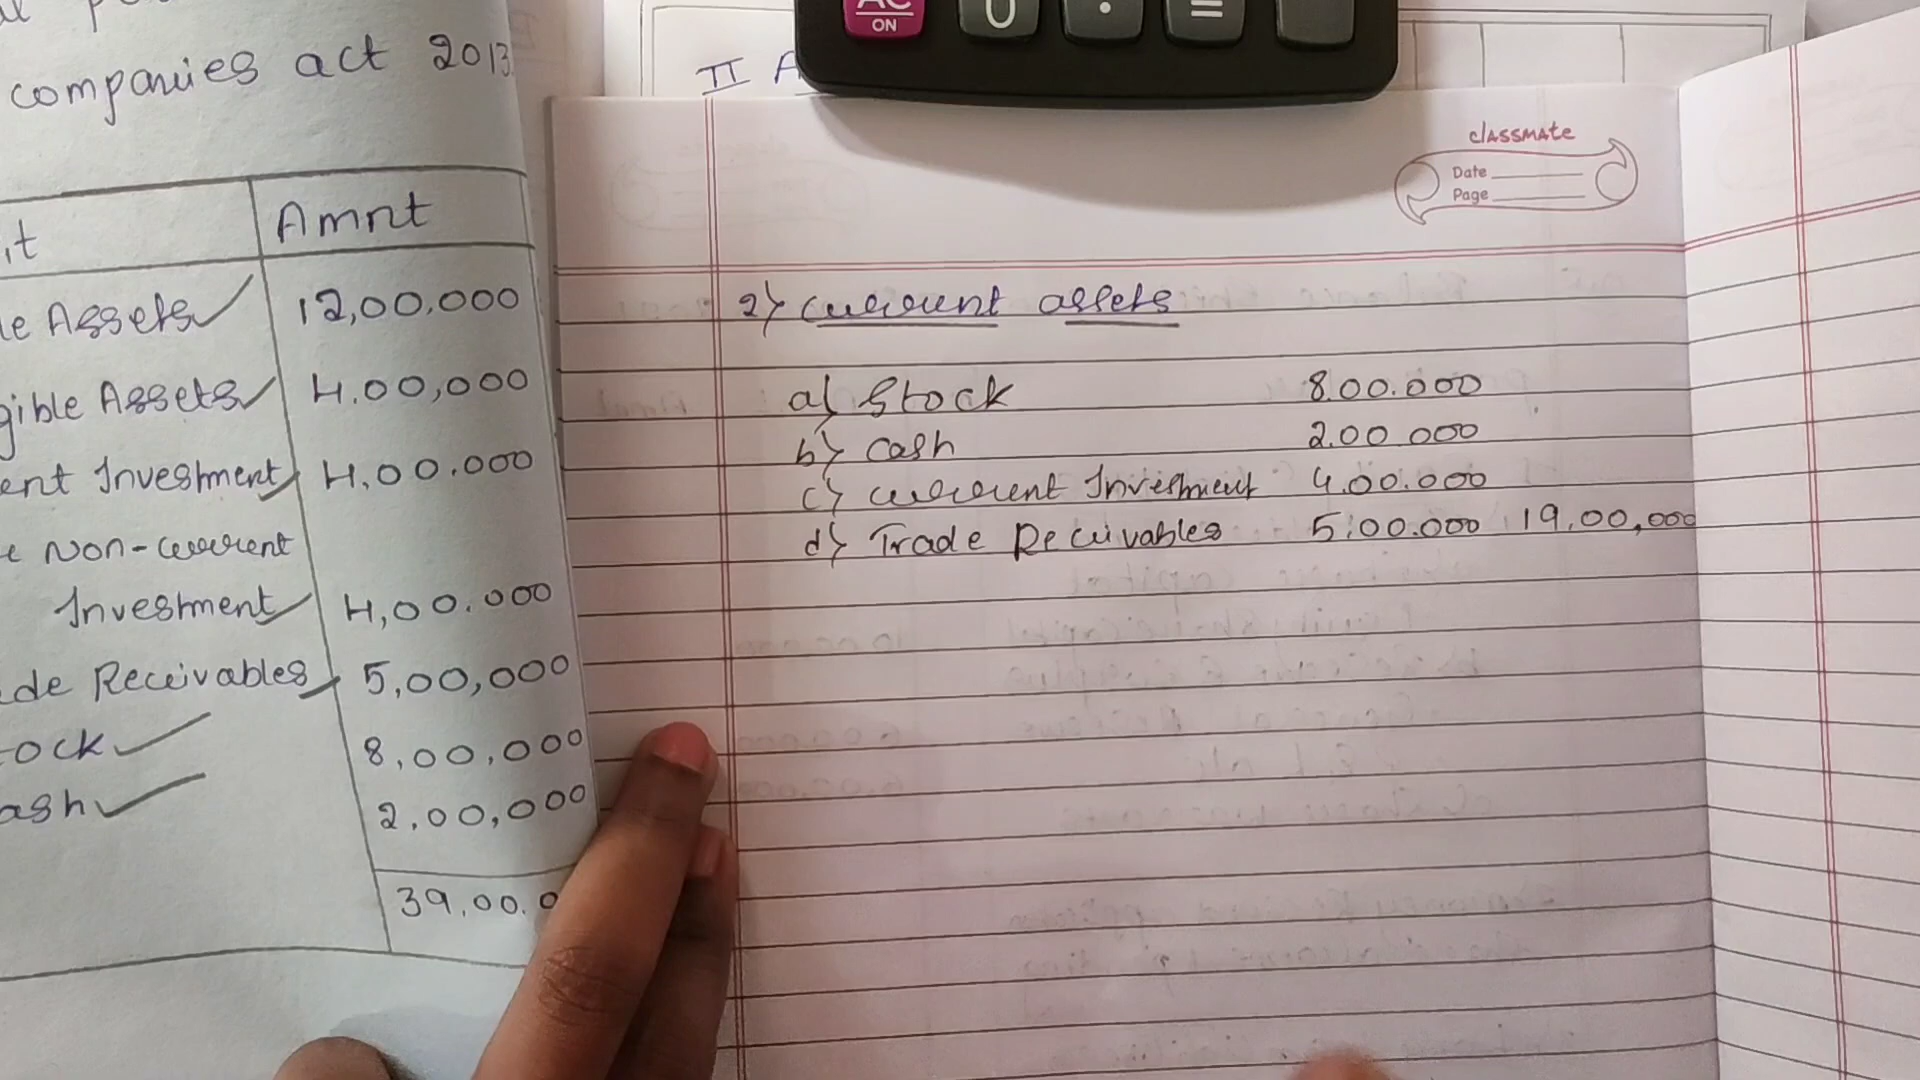 companies act 2013
Amnt
le Assets 12,00,000
gible Assets 4,00,000
ent Investment 4,00,000
Non-current
Investment 4,00,000
de Receivables 5,00,000
ock 8,00,000
ash 2,00,000
39,00,0
AC
ON
0 . =
II A
classmate
Date
Page
2) current assets
a) Stock 8,00,000
b) cash 2,00 000
c) current Investment 4,00,000
d) Trade Receivables 5,00,000 19,00,000